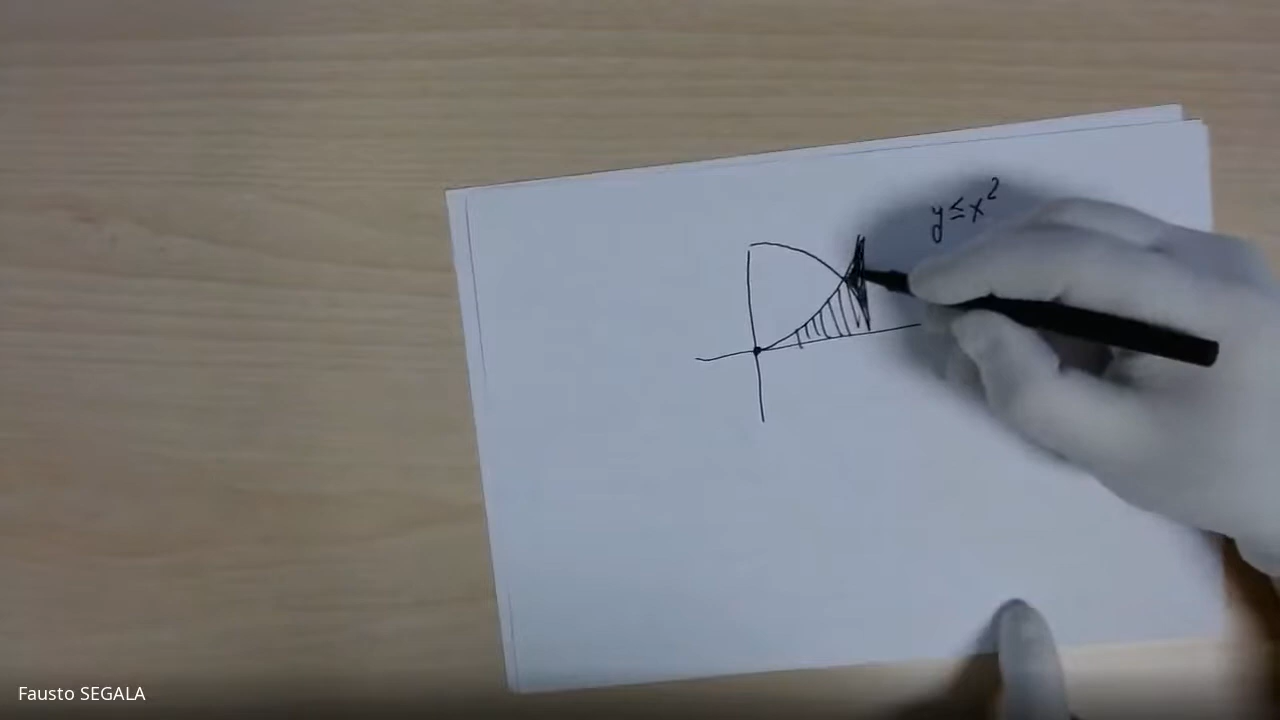 y ≤ x²
Fausto SEGALA